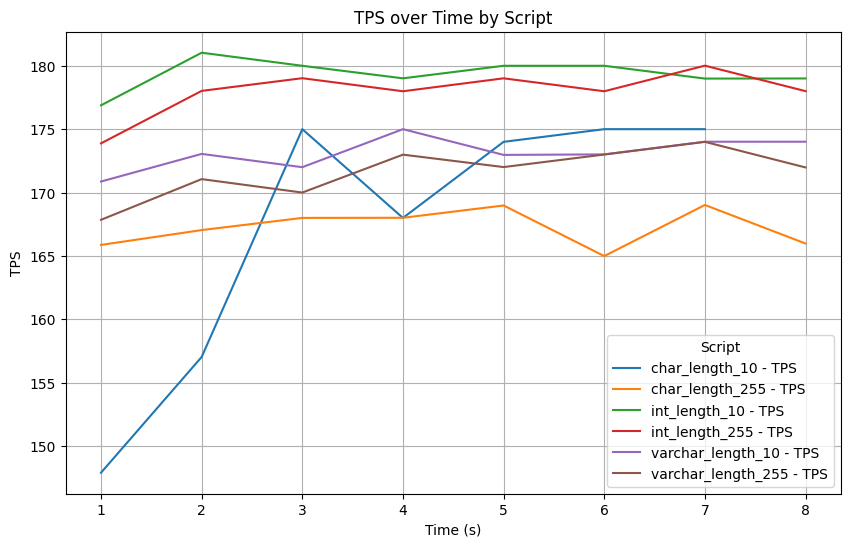 TPS over Time by Script
TPS
180
175
170
165
160
155
150
1 2 3 4 5 6 7 8
Time (s)
Script
char_length_10 - TPS
char_length_255 - TPS
int_length_10 - TPS
int_length_255 - TPS
varchar_length_10 - TPS
varchar_length_255 - TPS